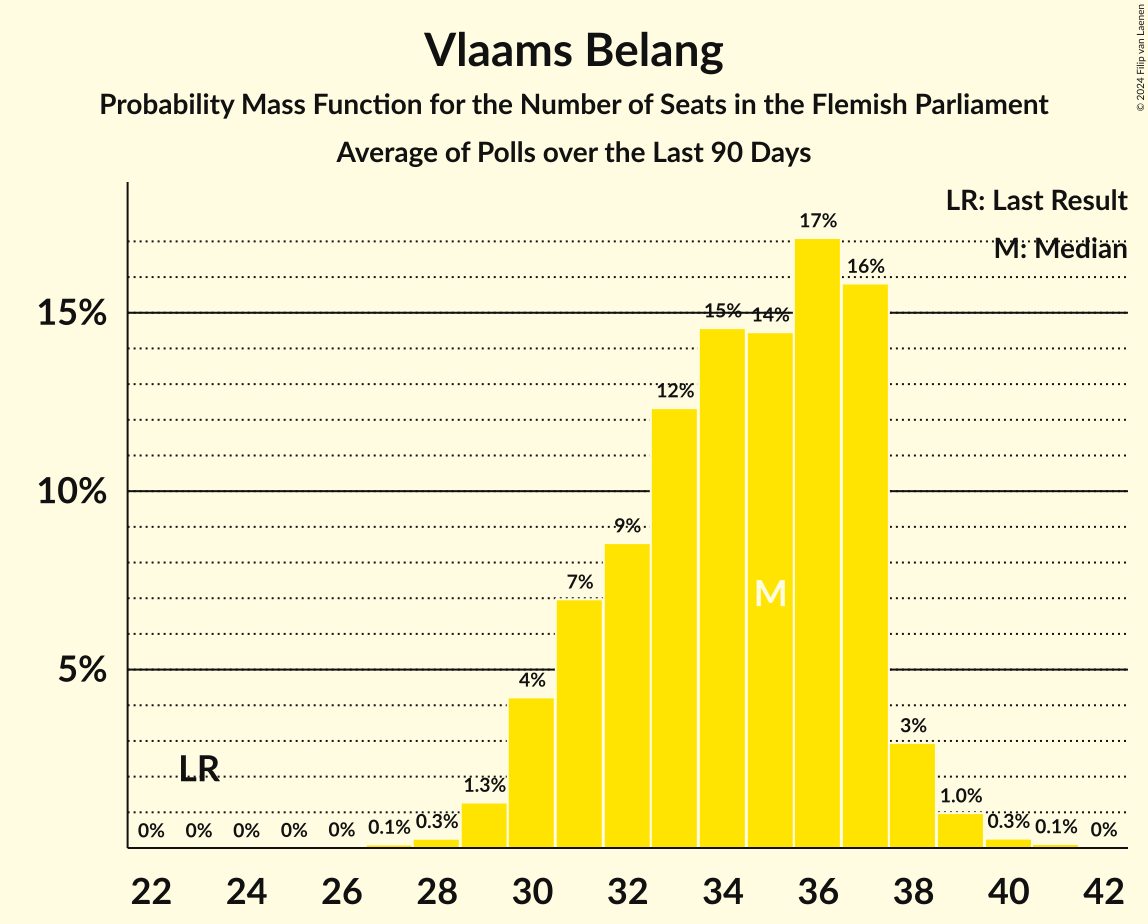 Vlaams Belang
Probability Mass Function for the Number of Seats in the Flemish Parliament
Average of Polls over the Last 90 Days
© 2024 Filip van Laenen
LR: Last Result
M: Median
15%
10%
5%
0% 0% 0% 0% 0% 0.1% 0.3% 1.3% 4% 7% 9% 12% 15% 14% 17% 16% 3% 1.0% 0.3% 0.1% 0%
LR
M
22 24 26 28 30 32 34 36 38 40 42